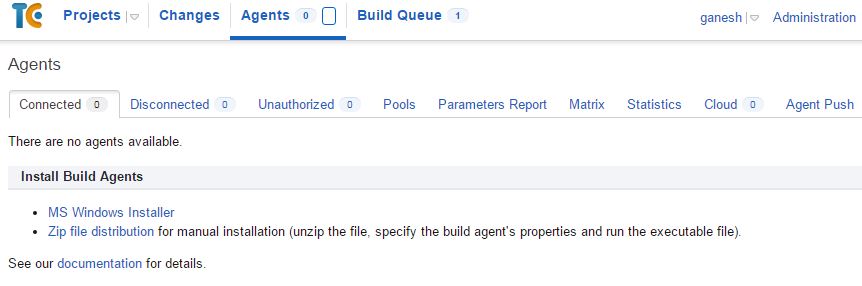 TC Projects Changes Agents 0 Build Queue 1 ganesh Administration
Agents
Connected 0 Disconnected 0 Unauthorized 0 Pools Parameters Report Matrix Statistics Cloud 0 Agent Push
There are no agents available.
Install Build Agents
• MS Windows Installer
• Zip file distribution for manual installation (unzip the file, specify the build agent's properties and run the executable file).
See our documentation for details.